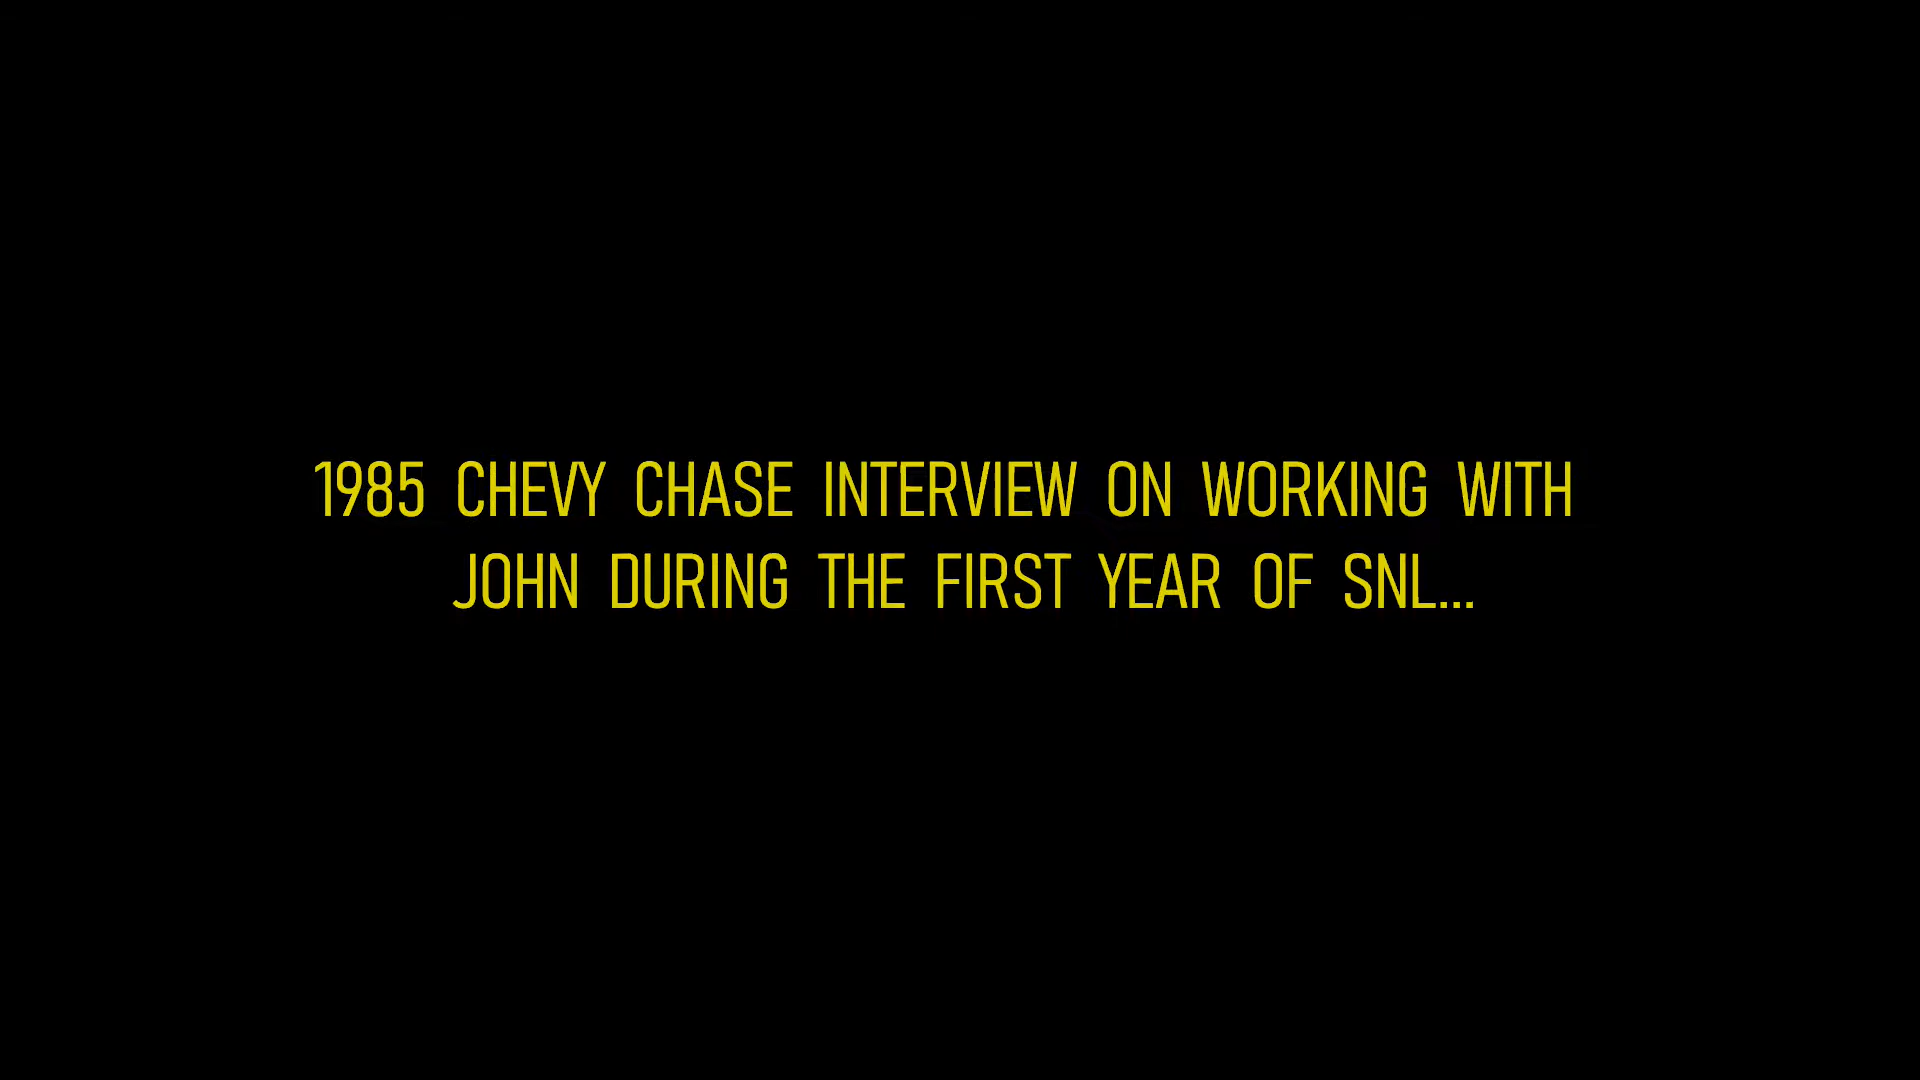 1985 CHEVY CHASE INTERVIEW ON WORKING WITH
JOHN DURING THE FIRST YEAR OF SNL...